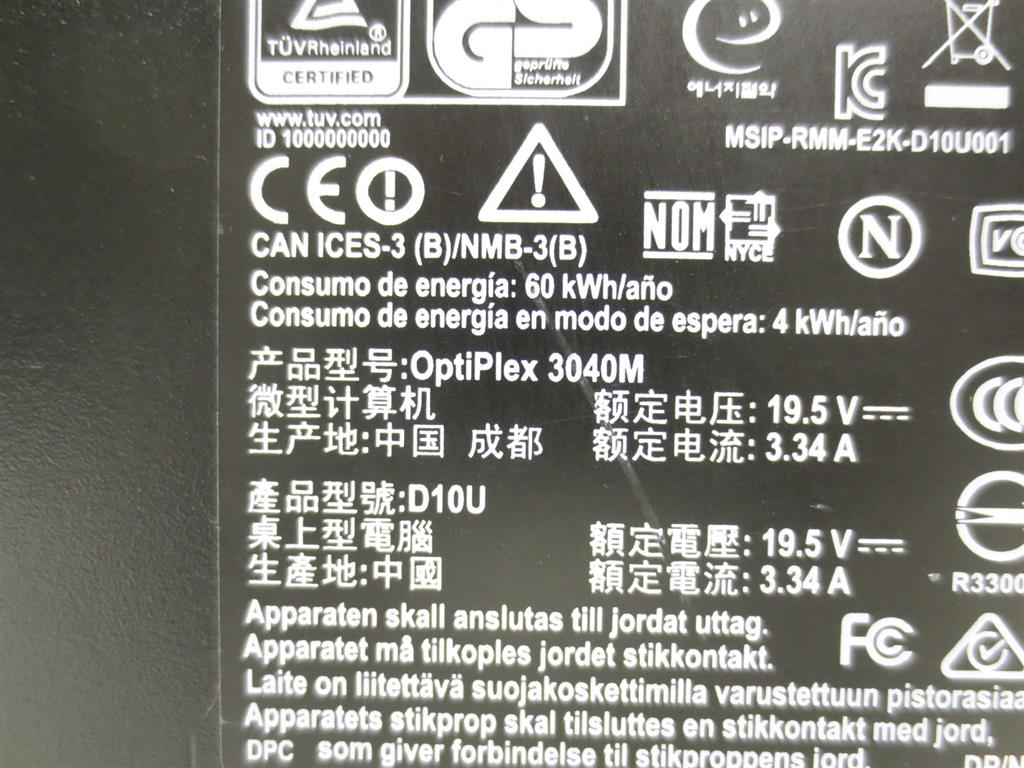 TÜVRheinland®
CERTIFIED
geprüfte
Sicherheit
에너지절약
www.tuv.com
ID 1000000000
MSIP-RMM-E2K-D10U001
CE
NOM
NYCE
N
CAN ICES-3 (B)/NMB-3(B)
Consumo de energía: 60 kWh/año
Consumo de energía en modo de espera: 4 kWh/año
产品型号:OptiPlex 3040M
微型计算机 额定电压: 19.5 V
生产地:中国 成都 额定电流: 3.34 A
產品型號:D10U
桌上型電腦 額定電壓: 19.5 V
生產地:中國 額定電流: 3.34 A
R3300
Apparaten skall anslutas till jordat uttag.
FC
Apparatet må tilkoples jordet stikkontakt.
Laite on liitettävä suojakoskettimilla varustettuun pistorasiaa
Apparatets stikprop skal tilsluttes en stikkontakt med jord,
DPC som giver forbindelse til stikproppens jord. DP/N